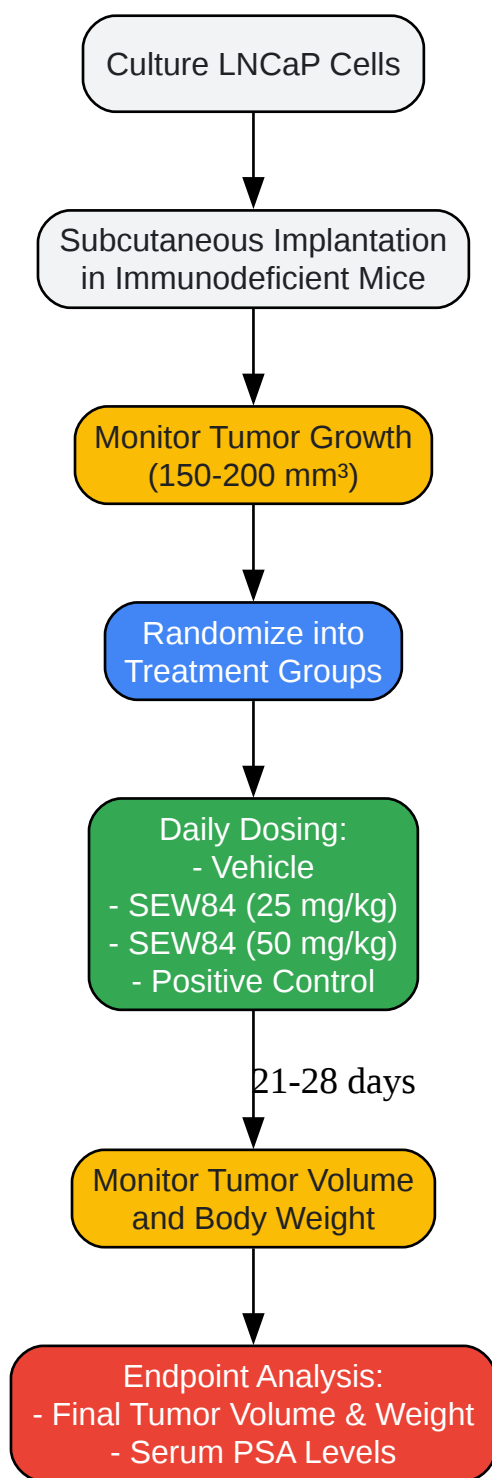 Culture LNCaP Cells
Subcutaneous Implantation
in Immunodeficient Mice
Monitor Tumor Growth
(150-200 mm³)
Randomize into
Treatment Groups
Daily Dosing:
- Vehicle
- SEW84 (25 mg/kg)
- SEW84 (50 mg/kg)
- Positive Control
21-28 days
Monitor Tumor Volume
and Body Weight
Endpoint Analysis:
- Final Tumor Volume & Weight
- Serum PSA Levels